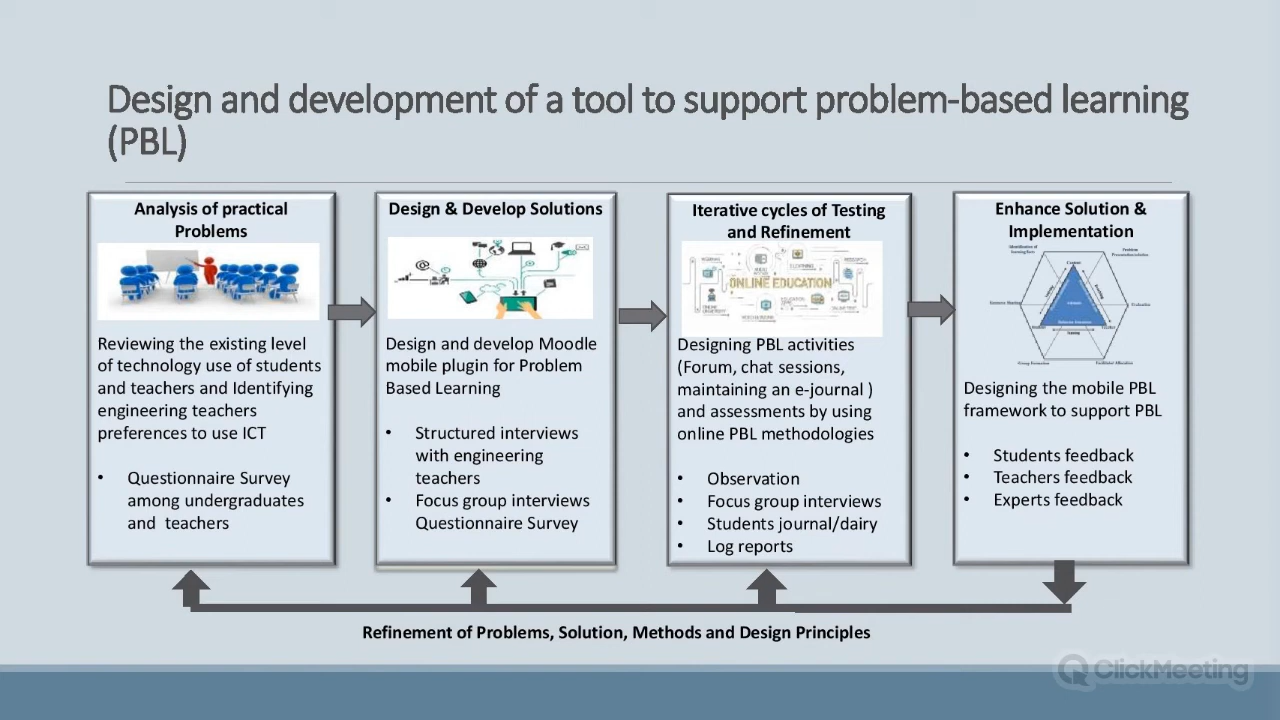 Design and development of a tool to support problem-based learning
(PBL)
Analysis of practical
Problems
Reviewing the existing level
of technology use of students
and teachers and Identifying
engineering teachers
preferences to use ICT
• Questionnaire Survey
among undergraduates
and teachers
Design & Develop Solutions
Design and develop Moodle
mobile plugin for Problem
Based Learning
• Structured interviews
with engineering
teachers
• Focus group interviews
Questionnaire Survey
Iterative cycles of Testing
and Refinement
ONLINE EDUCATION
Designing PBL activities
(Forum, chat sessions,
maintaining an e-journal )
and assessments by using
online PBL methodologies
• Observation
• Focus group interviews
• Students journal/dairy
• Log reports
Enhance Solution &
Implementation
Designing the mobile PBL
framework to support PBL
• Students feedback
• Teachers feedback
• Experts feedback
Refinement of Problems, Solution, Methods and Design Principles
ClickMeeting